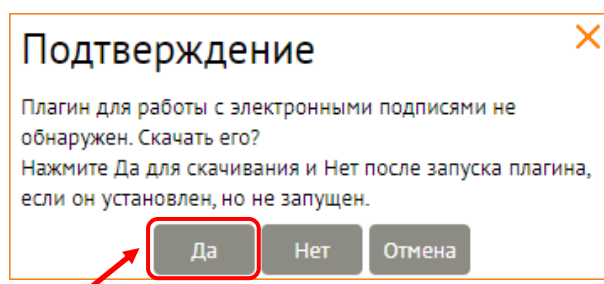 Подтверждение
Плагин для работы с электронными подписями не
обнаружен. Скачать его?
Нажмите Да для скачивания и Нет после запуска плагина,
если он установлен, но не запущен.
Да Нет Отмена